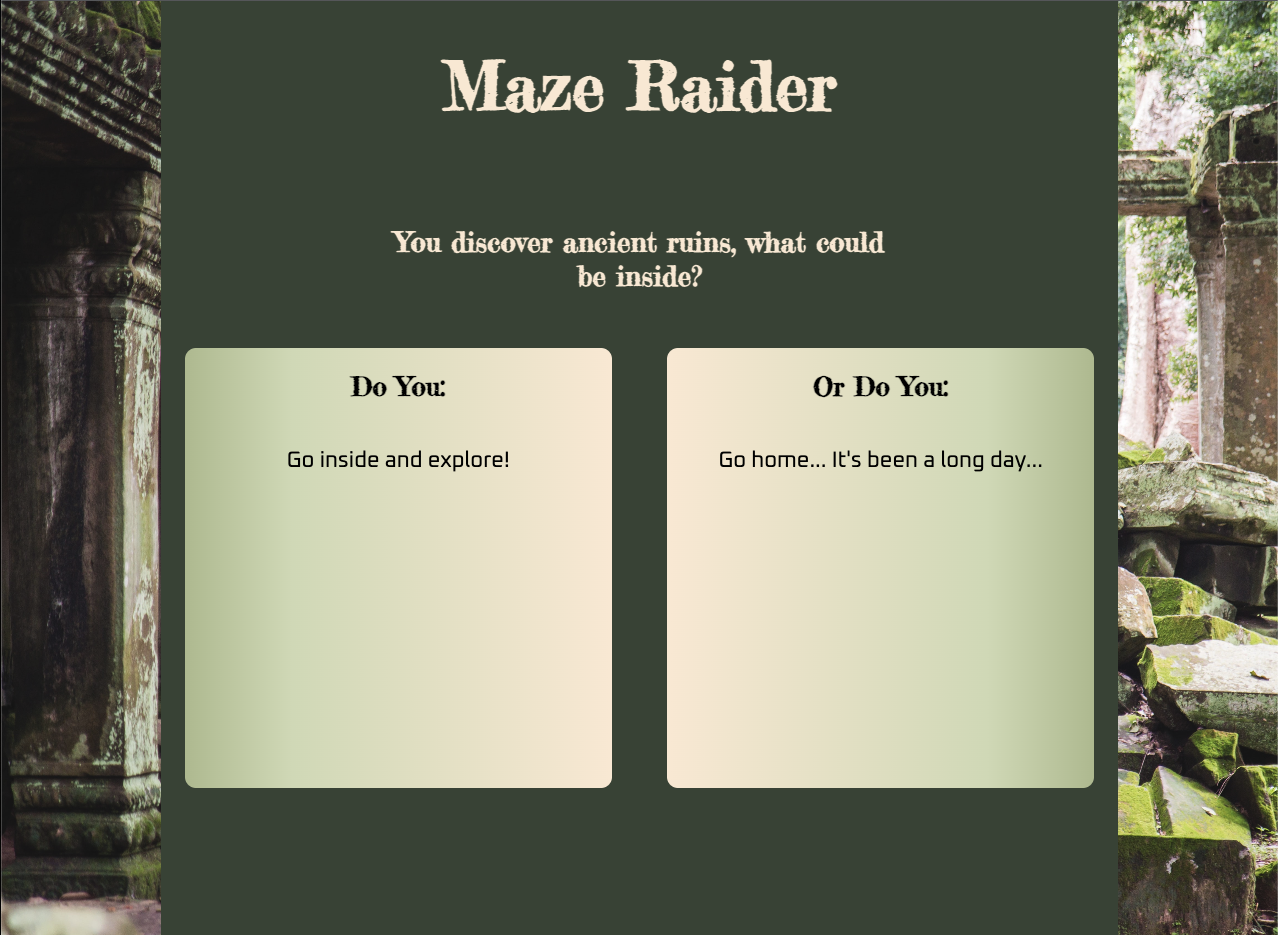 Maze Raider
You discover ancient ruins, what could
be inside?
Do You:
Go inside and explore!
Or Do You:
Go home... It's been a long day...